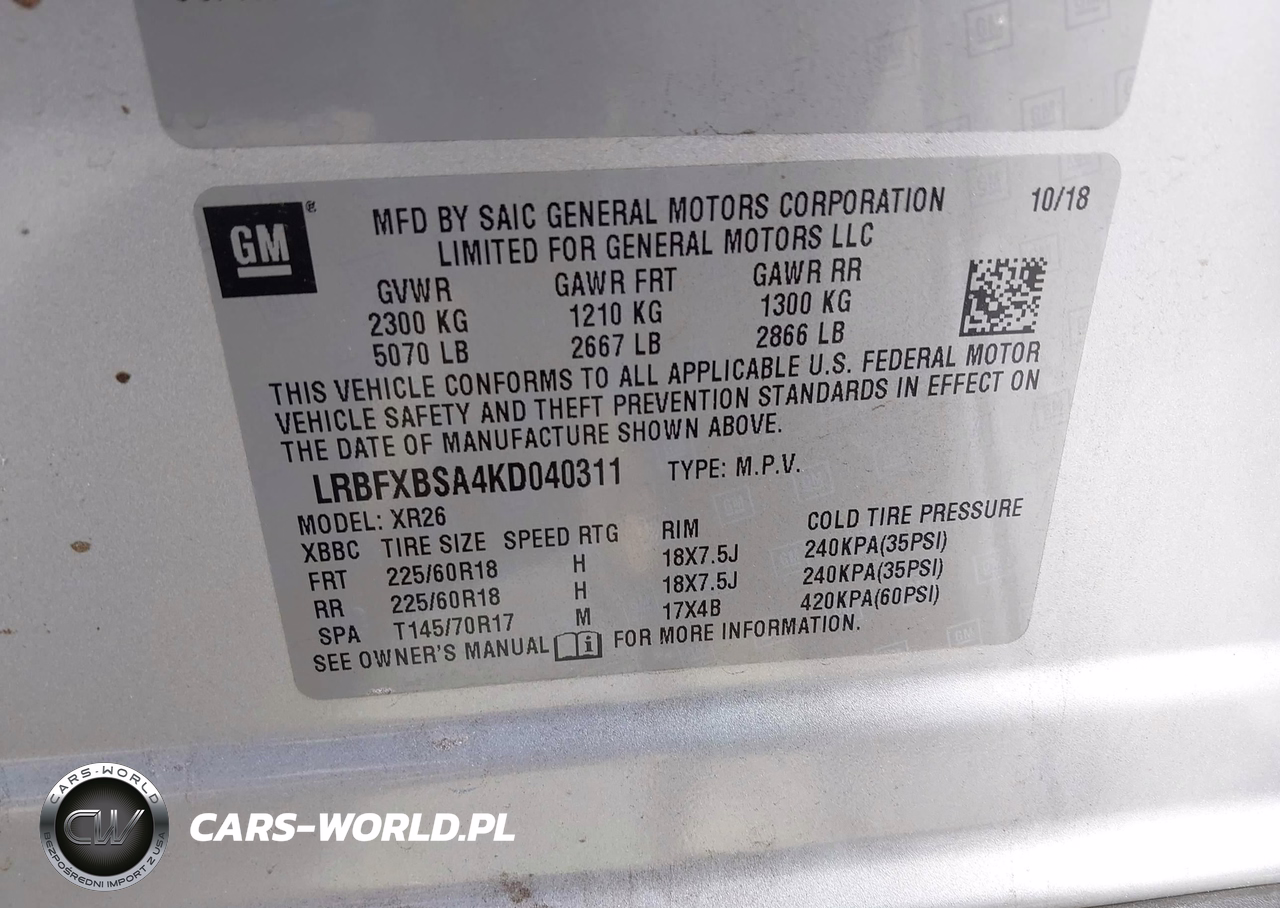 GM®
MFD BY SAIC GENERAL MOTORS CORPORATION 10/18
LIMITED FOR GENERAL MOTORS LLC
GVWR GAWR FRT GAWR RR
2300 KG 1210 KG 1300 KG
5070 LB 2667 LB 2866 LB
THIS VEHICLE CONFORMS TO ALL APPLICABLE U.S. FEDERAL MOTOR
VEHICLE SAFETY AND THEFT PREVENTION STANDARDS IN EFFECT ON
THE DATE OF MANUFACTURE SHOWN ABOVE.
LRBFXBSA4KD040311 TYPE: M.P.V.
MODEL: XR26
XBBC TIRE SIZE SPEED RTG RIM COLD TIRE PRESSURE
FRT 225/60R18 H 18X7.5J 240KPA(35PSI)
RR 225/60R18 H 18X7.5J 240KPA(35PSI)
SPA T145/70R17 M 17X4B 420KPA(60PSI)
SEE OWNER'S MANUAL FOR MORE INFORMATION.
CARS-WORLD
CW
BEZPOŚREDNI IMPORT Z USA
CARS-WORLD.PL